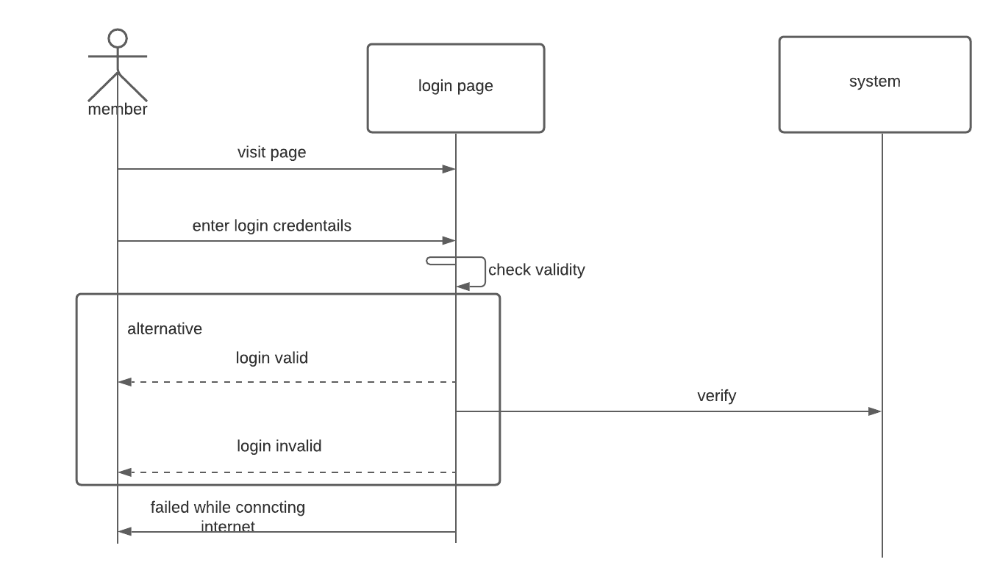 member
login page
system
visit page
enter login credentails
check validity
alternative
login valid
verify
login invalid
failed while conncting
internet